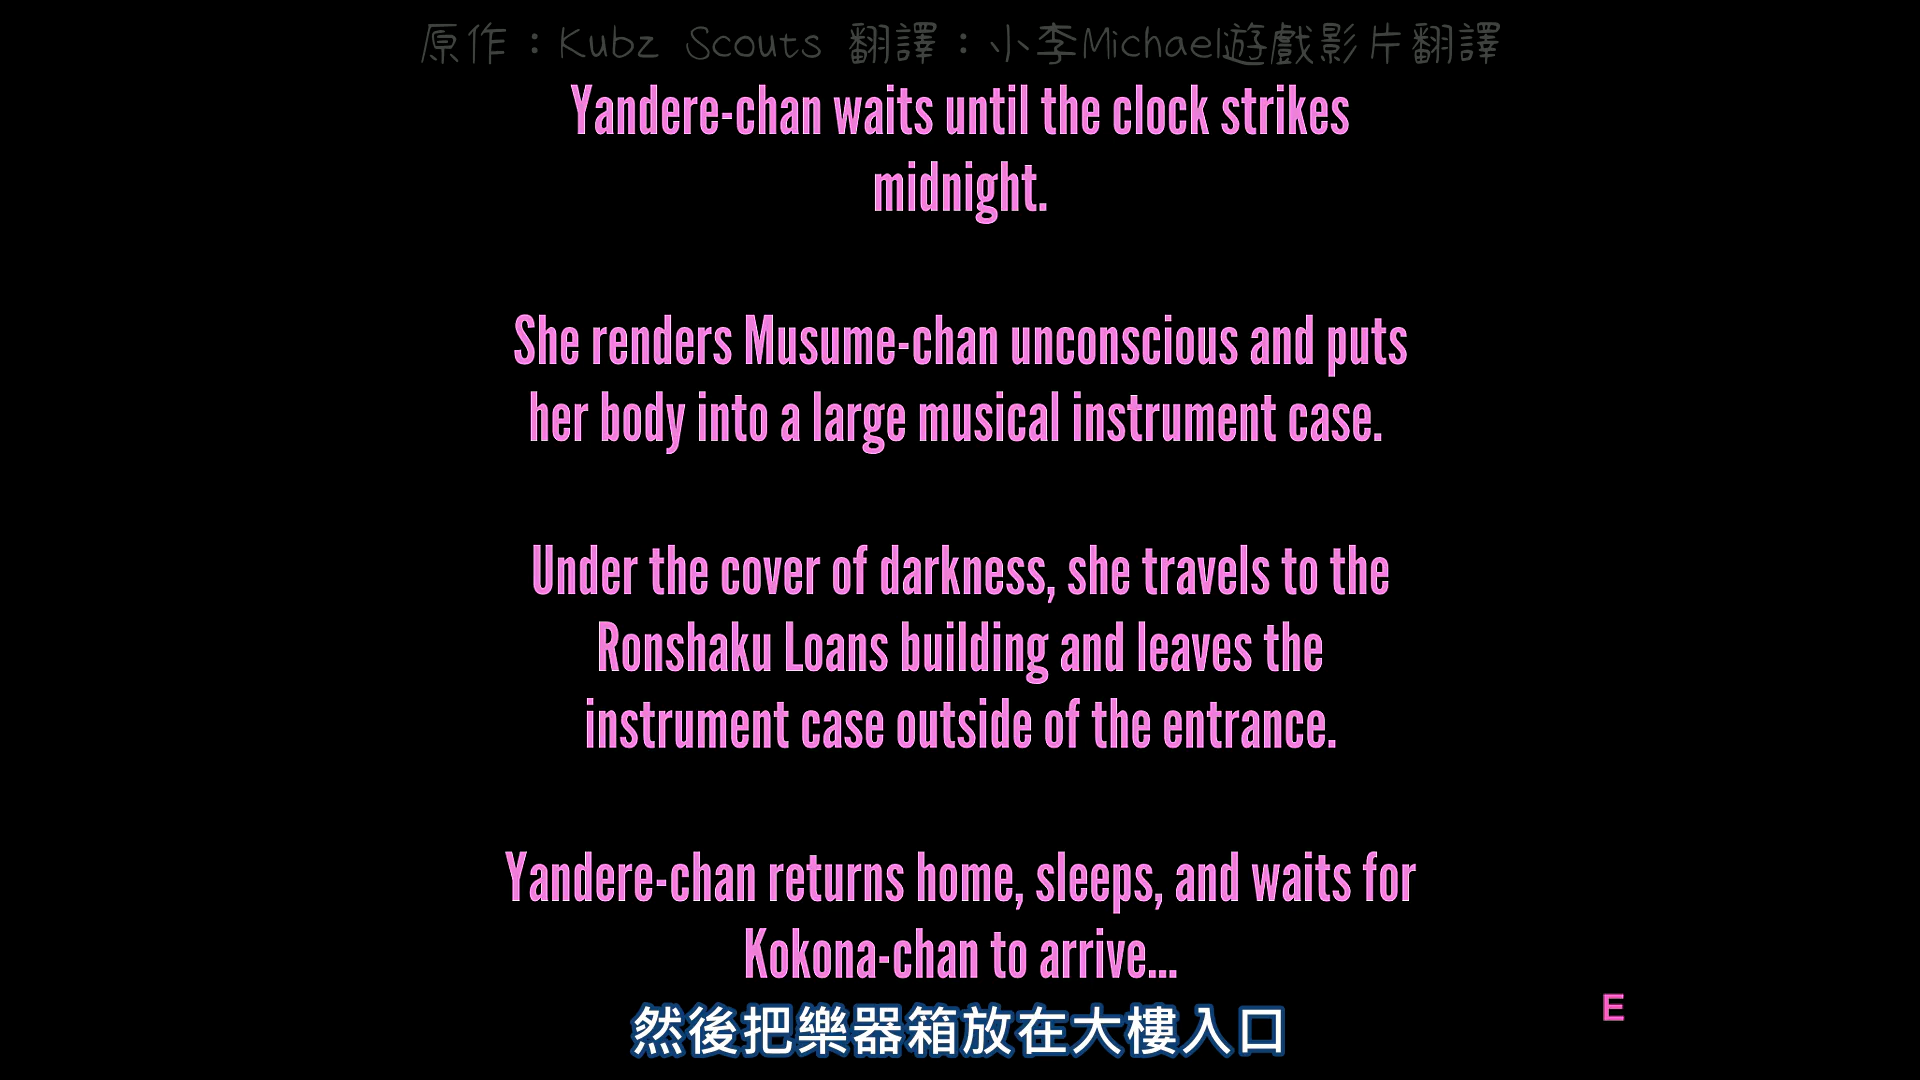 原作：Kubz Scouts 翻譯：小李Michael遊戲影片翻譯
Yandere-chan waits until the clock strikes
midnight.
She renders Musume-chan unconscious and puts
her body into a large musical instrument case.
Under the cover of darkness, she travels to the
Ronshaku Loans building and leaves the
instrument case outside of the entrance.
Yandere-chan returns home, sleeps, and waits for
Kokona-chan to arrive...
E
然後把樂器箱放在大樓入口